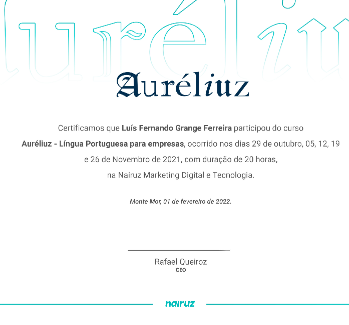 uréliu
Auréliuz
Certificamos que Luís Fernando Grange Ferreira participou do curso
Auréliuz - Língua Portuguesa para empresas, ocorrido nos dias 29 de outubro, 05, 12, 19
e 26 de Novembro de 2021, com duração de 20 horas,
na Nairuz Marketing Digital e Tecnologia.
Monte Mor, 01 de fevereiro de 2022.
Rafael Queiroz
CEO
nairuz